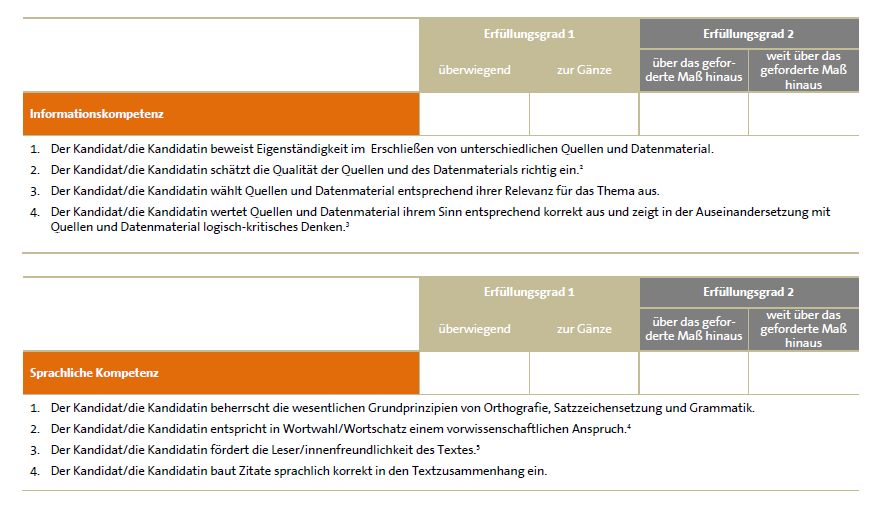 Erfüllungsgrad 1
Erfüllungsgrad 2
überwiegend
zur Gänze
über das gefor-
derte Maß hinaus
weit über das
geforderte Maß
hinaus
Informationskompetenz
1. Der Kandidat/die Kandidatin beweist Eigenständigkeit im Erschließen von unterschiedlichen Quellen und Datenmaterial.
2. Der Kandidat/die Kandidatin schätzt die Qualität der Quellen und des Datenmaterials richtig ein.²
3. Der Kandidat/die Kandidatin wählt Quellen und Datenmaterial entsprechend ihrer Relevanz für das Thema aus.
4. Der Kandidat/die Kandidatin wertet Quellen und Datenmaterial ihrem Sinn entsprechend korrekt aus und zeigt in der Auseinandersetzung mit
Quellen und Datenmaterial logisch-kritisches Denken.³
Erfüllungsgrad 1
Erfüllungsgrad 2
überwiegend
zur Gänze
über das gefor-
derte Maß hinaus
weit über das
geforderte Maß
hinaus
Sprachliche Kompetenz
1. Der Kandidat/die Kandidatin beherrscht die wesentlichen Grundprinzipien von Orthografie, Satzzeichensetzung und Grammatik.
2. Der Kandidat/die Kandidatin entspricht in Wortwahl/Wortschatz einem vorwissenschaftlichen Anspruch.⁴
3. Der Kandidat/die Kandidatin fördert die Leser/innenfreundlichkeit des Textes.⁵
4. Der Kandidat/die Kandidatin baut Zitate sprachlich korrekt in den Textzusammenhang ein.